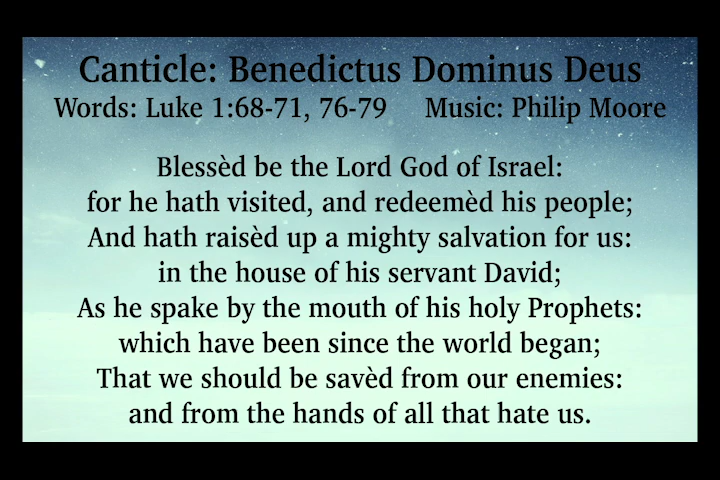 Canticle: Benedictus Dominus Deus
Words: Luke 1:68-71, 76-79 Music: Philip Moore
Blessèd be the Lord God of Israel:
for he hath visited, and redeemèd his people;
And hath raisèd up a mighty salvation for us:
in the house of his servant David;
As he spake by the mouth of his holy Prophets:
which have been since the world began;
That we should be savèd from our enemies:
and from the hands of all that hate us.